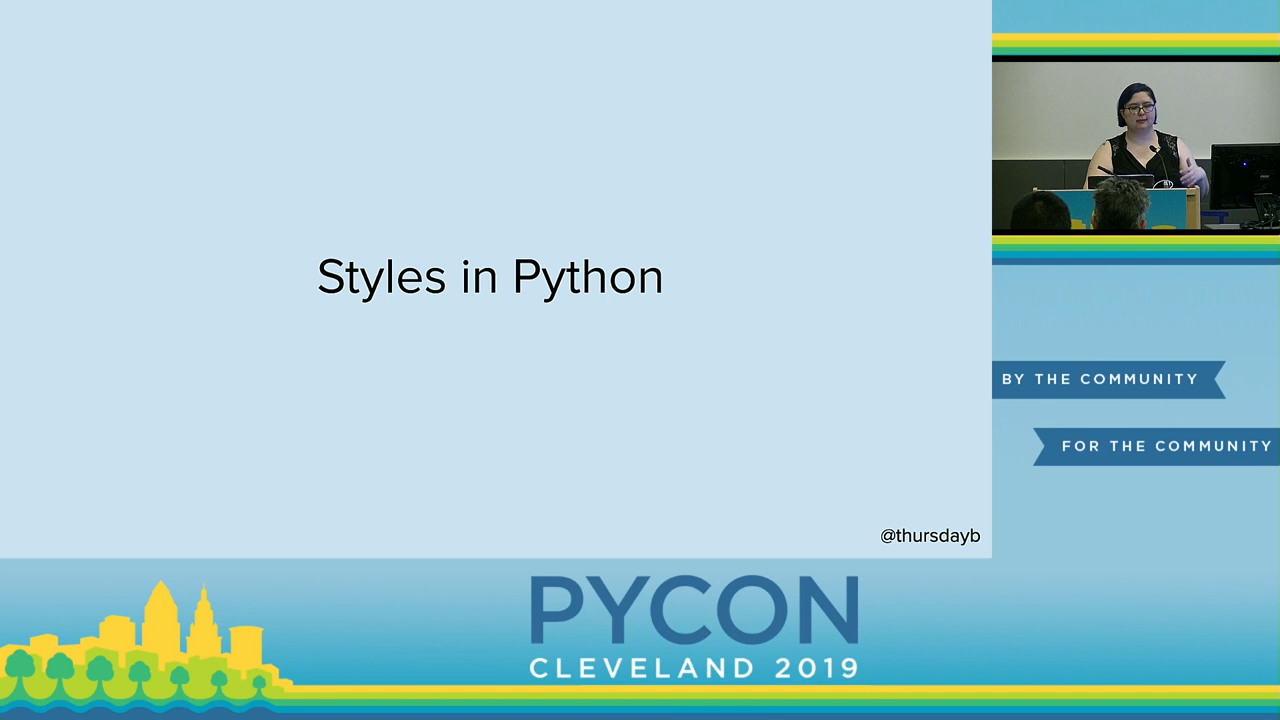 Styles in Python
@thursdayb
BY THE COMMUNITY
FOR THE COMMUNITY
PYCON
CLEVELAND 2019